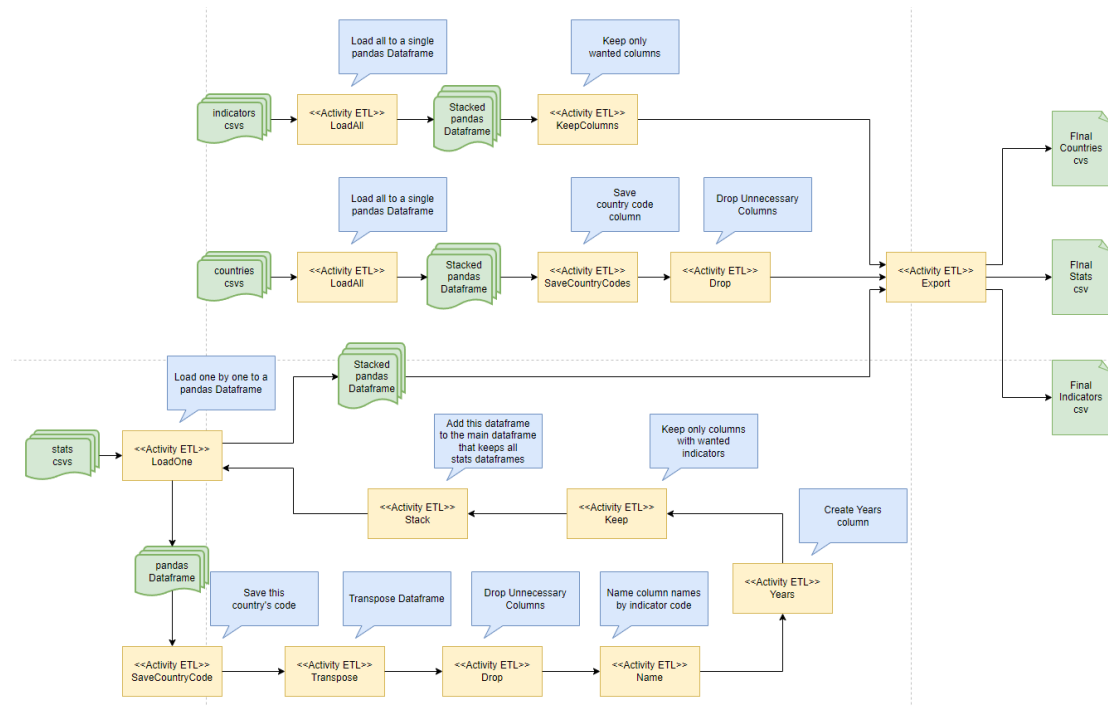 Load all to a single
pandas Dataframe
Keep only
wanted columns
indicators
csvs
<<Activity ETL>>
LoadAll
Stacked
pandas
Dataframe
<<Activity ETL>>
KeepColumns
FInal
Countries
cvs
Load all to a single
pandas Dataframe
Save
country code
column
Drop Unnecessary
Columns
countries
csvs
<<Activity ETL>>
LoadAll
Stacked
pandas
Dataframe
<<Activity ETL>>
SaveCountryCodes
<<Activity ETL>>
Drop
<<Activity ETL>>
Export
FInal
Stats
csv
Load one by one to a
pandas Dataframe
Stacked
pandas
Dataframe
Final
Indicators
csv
stats
csvs
<<Activity ETL>>
LoadOne
Add this dataframe
to the main dataframe
that keeps all
stats dataframes
Keep only columns
with wanted
indicators
<<Activity ETL>>
Stack
<<Activity ETL>>
Keep
Create Years
column
pandas
Dataframe
Save this
country's code
Transpose Dataframe
Drop Unnecessary
Columns
Name column names
by indicator code
<<Activity ETL>>
Years
<<Activity ETL>>
SaveCountryCode
<<Activity ETL>>
Transpose
<<Activity ETL>>
Drop
<<Activity ETL>>
Name